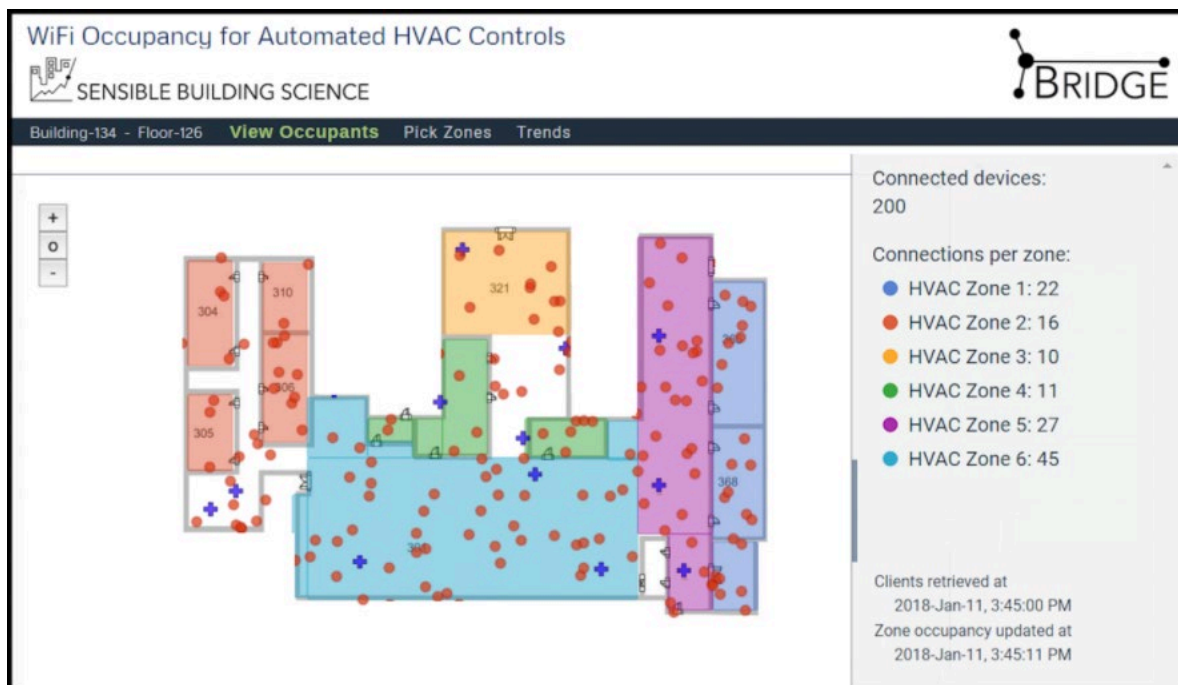 WiFi Occupancy for Automated HVAC Controls
SENSIBLE BUILDING SCIENCE
BRIDGE
Building-134 - Floor-126 View Occupants Pick Zones Trends
+
o
-
304
310
305
306
321
368
Connected devices:
200
Connections per zone:
HVAC Zone 1: 22
HVAC Zone 2: 16
HVAC Zone 3: 10
HVAC Zone 4: 11
HVAC Zone 5: 27
HVAC Zone 6: 45
Clients retrieved at
2018-Jan-11, 3:45:00 PM
Zone occupancy updated at
2018-Jan-11, 3:45:11 PM